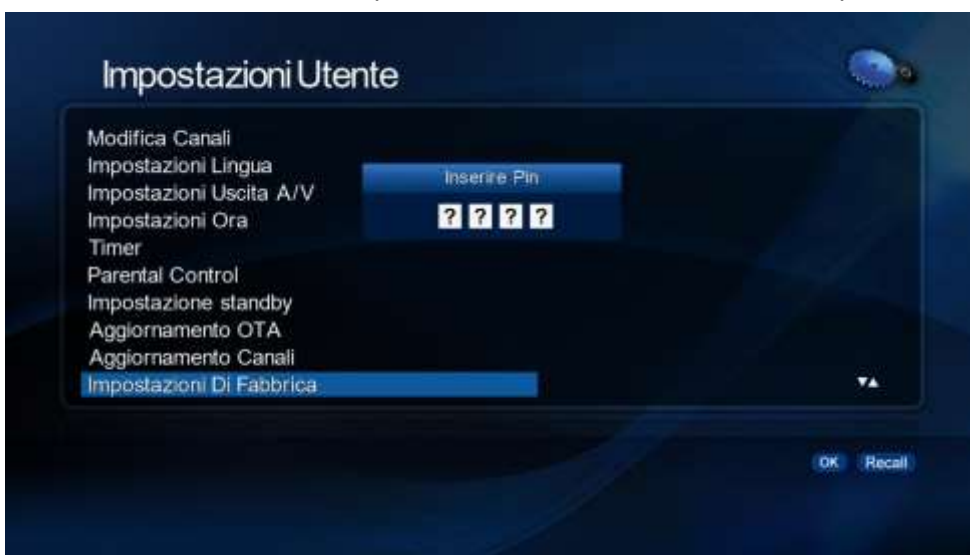 Impostazioni Utente
Modifica Canali
Impostazioni Lingua
Impostazioni Uscita A/V
Impostazioni Ora
Timer
Parental Control
Impostazione standby
Aggiornamento OTA
Aggiornamento Canali
Impostazioni Di Fabbrica
Inserire Pin
? ? ? ?
OK Recall